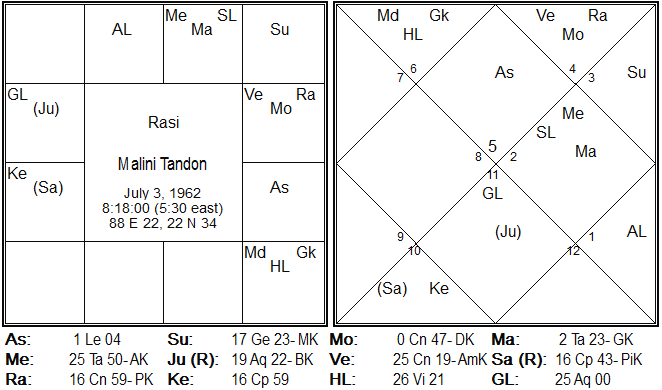 AL
Me SL
Ma
Su
GL
(Ju)
Ve Ra
Mo
Ke
(Sa)
As
Md Gk
HL
Rasi
Malini Tandon
July 3, 1962
8:18:00 (5:30 east)
88 E 22, 22 N 34
Md Gk
HL
Ve Ra
Mo
7 6
As
4 3
Su
Me
SL
Ma
5
8 2
11
GL
(Ju)
9
10
12 1
AL
(Sa) Ke
As: 1 Le 04 Su: 17 Ge 23- MK Mo: 0 Cn 47- DK Ma: 2 Ta 23- GK
Me: 25 Ta 50- AK Ju (R): 19 Aq 22- BK Ve: 25 Cn 19- AmK Sa (R): 16 Cp 43- PiK
Ra: 16 Cn 59- PK Ke: 16 Cp 59 HL: 26 Vi 21 GL: 25 Aq 00